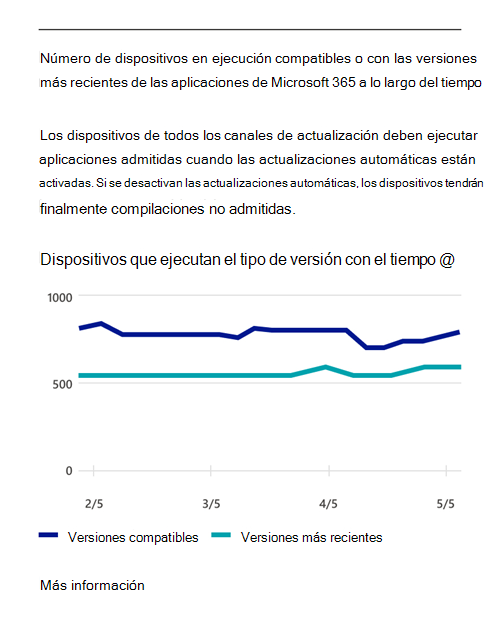 Número de dispositivos en ejecución compatibles o con las versiones
más recientes de las aplicaciones de Microsoft 365 a lo largo del tiempo
Los dispositivos de todos los canales de actualización deben ejecutar
aplicaciones admitidas cuando las actualizaciones automáticas están
activadas. Si se desactivan las actualizaciones automáticas, los dispositivos tendrán
finalmente compilaciones no admitidas.
Dispositivos que ejecutan el tipo de versión con el tiempo @
1000
500
0
2/5 3/5 4/5 5/5
Versiones compatibles Versiones más recientes
Más información